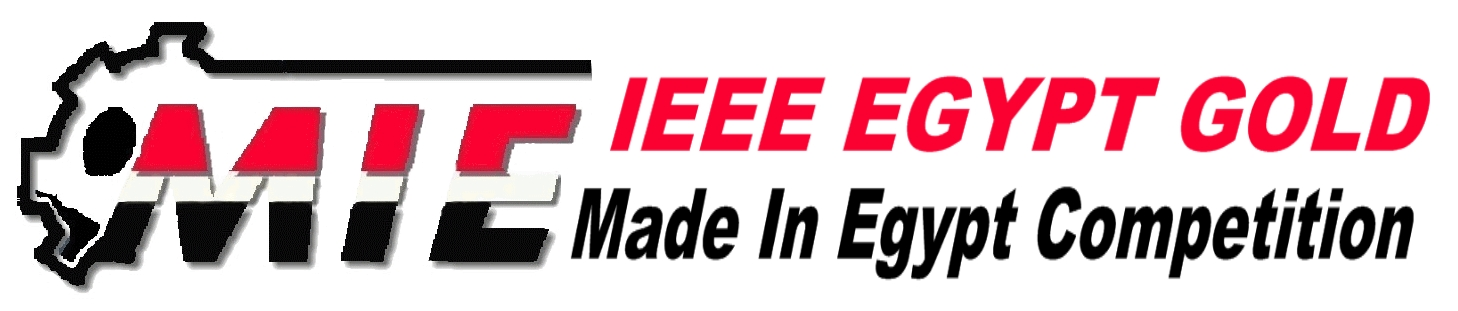 MIE
IEEE EGYPT GOLD
Made In Egypt Competition